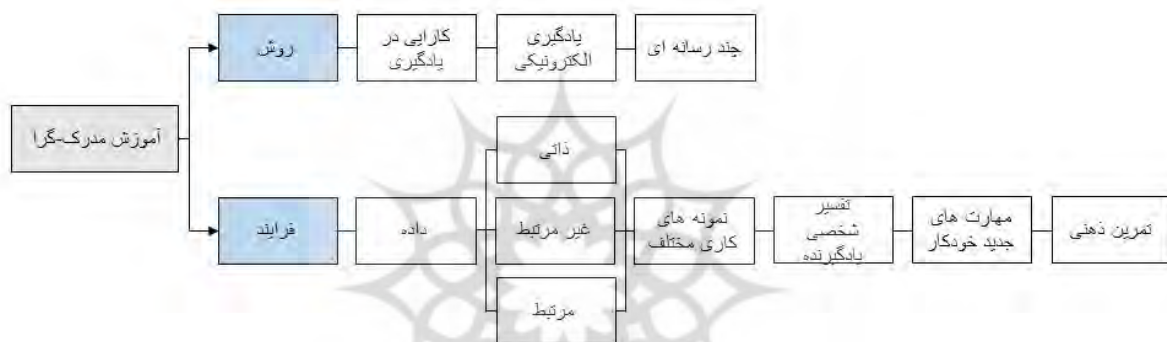 روش
کارایی در
یادگیری
یادگیری
الکترونیکی
چند رسانه ای
آموزش مدرک-گرا
ذاتی
فرایند
داده
غیر مرتبط
نمونه های
کاری مختلف
تفسیر
شخصی
یادگیرنده
مهارت های
جدید خودکار
تمرین ذهنی
مرتبط